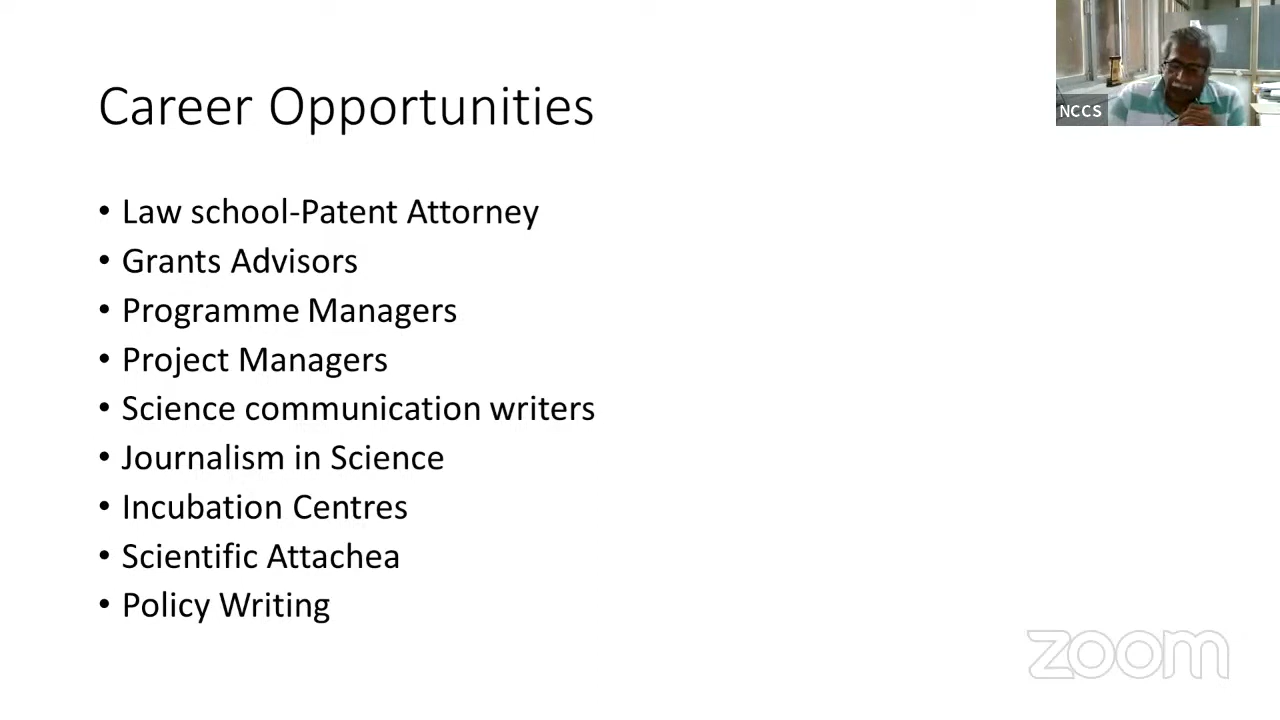 Career Opportunities
NCCS
• Law school-Patent Attorney
• Grants Advisors
• Programme Managers
• Project Managers
• Science communication writers
• Journalism in Science
• Incubation Centres
• Scientific Attachea
• Policy Writing
zoom